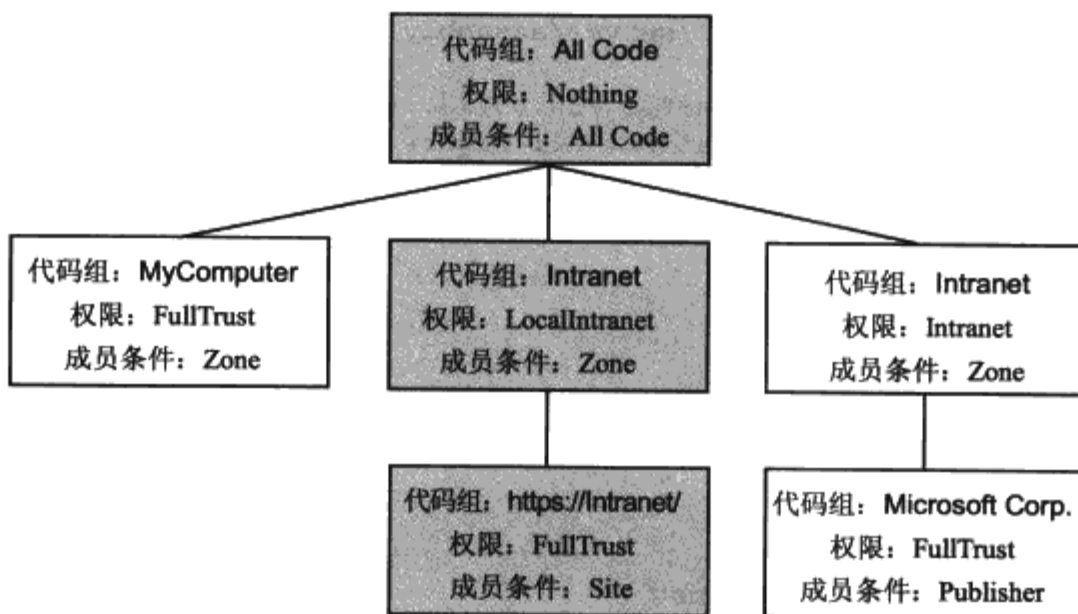 代码组：All Code
权限：Nothing
成员条件：All Code
代码组：MyComputer
权限：FullTrust
成员条件：Zone
代码组：Intranet
权限：LocalIntranet
成员条件：Zone
代码组：Intranet
权限：Intranet
成员条件：Zone
代码组：https://Intranet/
权限：FullTrust
成员条件：Site
代码组：Microsoft Corp.
权限：FullTrust
成员条件：Publisher